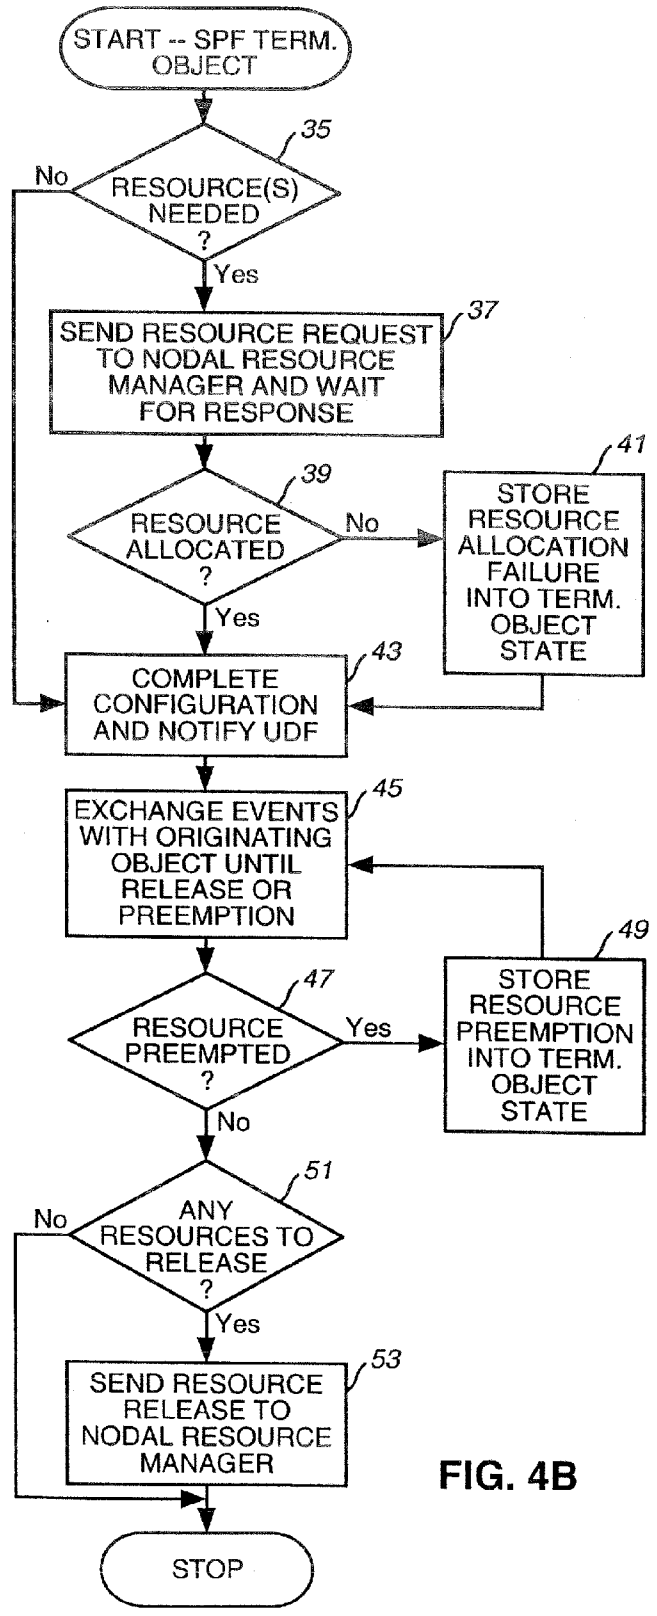 START -- SPF TERM.
OBJECT
35
No
RESOURCE(S)
NEEDED
?
Yes
37
SEND RESOURCE REQUEST
TO NODAL RESOURCE
MANAGER AND WAIT
FOR RESPONSE
39
RESOURCE
ALLOCATED
?
No
Yes
41
STORE
RESOURCE
ALLOCATION
FAILURE
INTO TERM.
OBJECT
STATE
43
COMPLETE
CONFIGURATION
AND NOTIFY UDF
45
EXCHANGE EVENTS
WITH ORIGINATING
OBJECT UNTIL
RELEASE OR
PREEMPTION
47
RESOURCE
PREEMPTED
?
Yes
No
49
STORE
RESOURCE
PREEMPTION
INTO TERM.
OBJECT
STATE
51
No
ANY
RESOURCES TO
RELEASE
?
Yes
53
SEND RESOURCE
RELEASE TO
NODAL RESOURCE
MANAGER
FIG. 4B
STOP